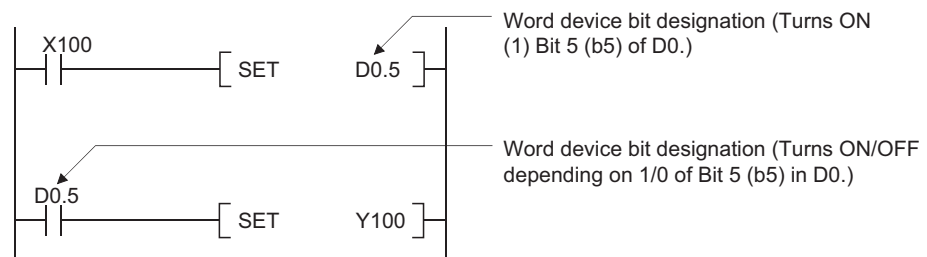 Word device bit designation (Turns ON
(1) Bit 5 (b5) of D0.)
X100
SET D0.5
Word device bit designation (Turns ON/OFF
depending on 1/0 of Bit 5 (b5) in D0.)
D0.5
SET Y100